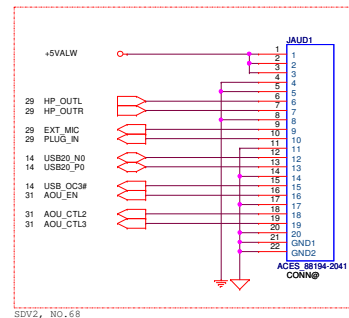 JAUD1
+5VALW
1 1
2 2
3 3
4 4
5 5
29 HP_OUTL 6 6
29 HP_OUTR 7 7
8 8
29 EXT_MIC 9 9
29 PLUG_IN 10 10
11 11
14 USB20_N0 12 12
14 USB20_P0 13 13
14 14
14 USB_OC3# 15 15
31 AOU_EN 16 16
17 17
31 AOU_CTL2 18 18
31 AOU_CTL3 19 19
20 20
21 GND1
22 GND2
ACES_88194-2041
CONN@
SDV2, NO.68